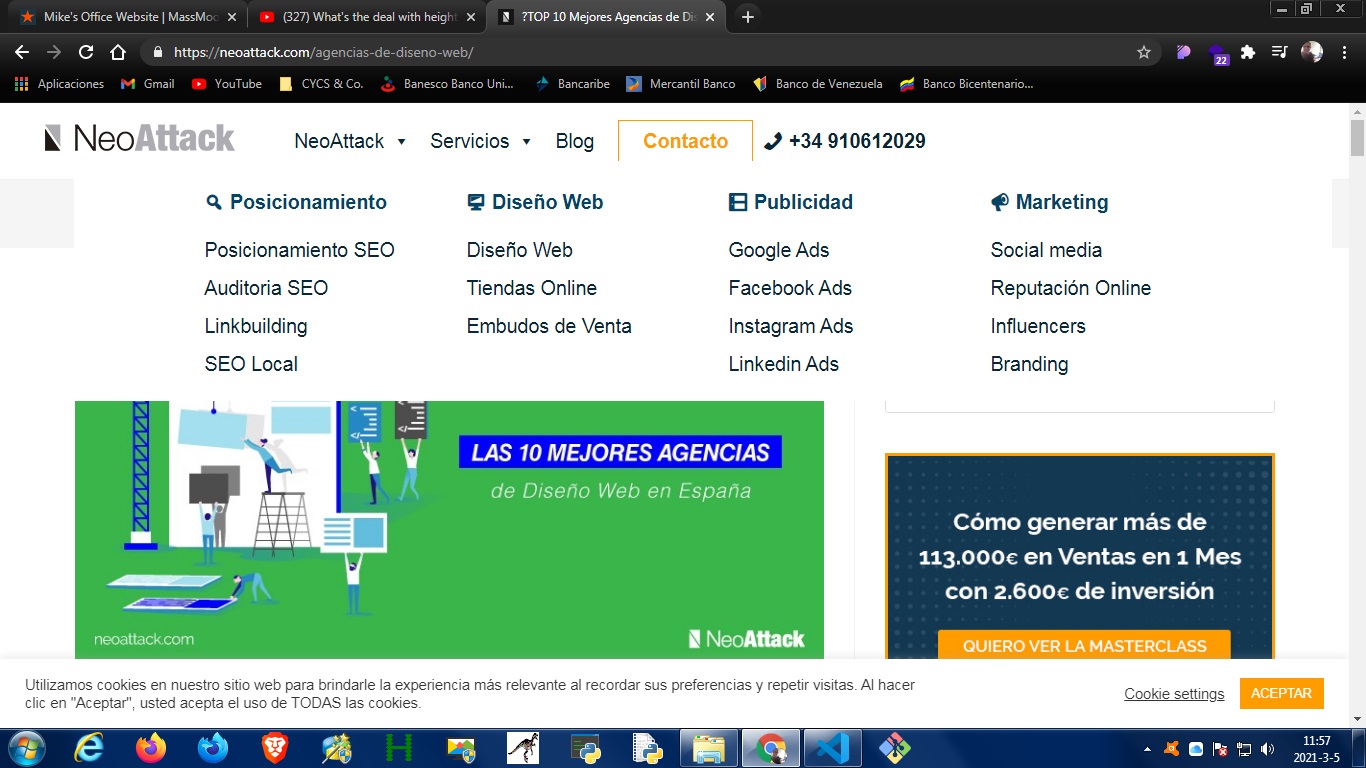 Mike's Office Website | MassMoc
(327) What's the deal with height
?TOP 10 Mejores Agencias de Dis
https://neoattack.com/agencias-de-diseno-web/
22
Aplicaciones Gmail YouTube CYCS & Co. Banesco Banco Uni... Bancaribe Mercantil Banco Banco de Venezuela Banco Bicentenario...
NeoAttack NeoAttack Servicios Blog Contacto +34 910612029
Posicionamiento Diseño Web Publicidad Marketing
Posicionamiento SEO Diseño Web Google Ads Social media
Auditoria SEO Tiendas Online Facebook Ads Reputación Online
Linkbuilding Embudos de Venta Instagram Ads Influencers
SEO Local Linkedin Ads Branding
LAS 10 MEJORES AGENCIAS
de Diseño Web en España
neoattack.com NeoAttack
Cómo generar más de
113.000€ en Ventas en 1 Mes
con 2.600€ de inversión
QUIERO VER LA MASTERCLASS
Utilizamos cookies en nuestro sitio web para brindarle la experiencia más relevante al recordar sus preferencias y repetir visitas. Al hacer
clic en "Aceptar", usted acepta el uso de TODAS las cookies.
Cookie settings ACEPTAR
11:57
2021-3-5